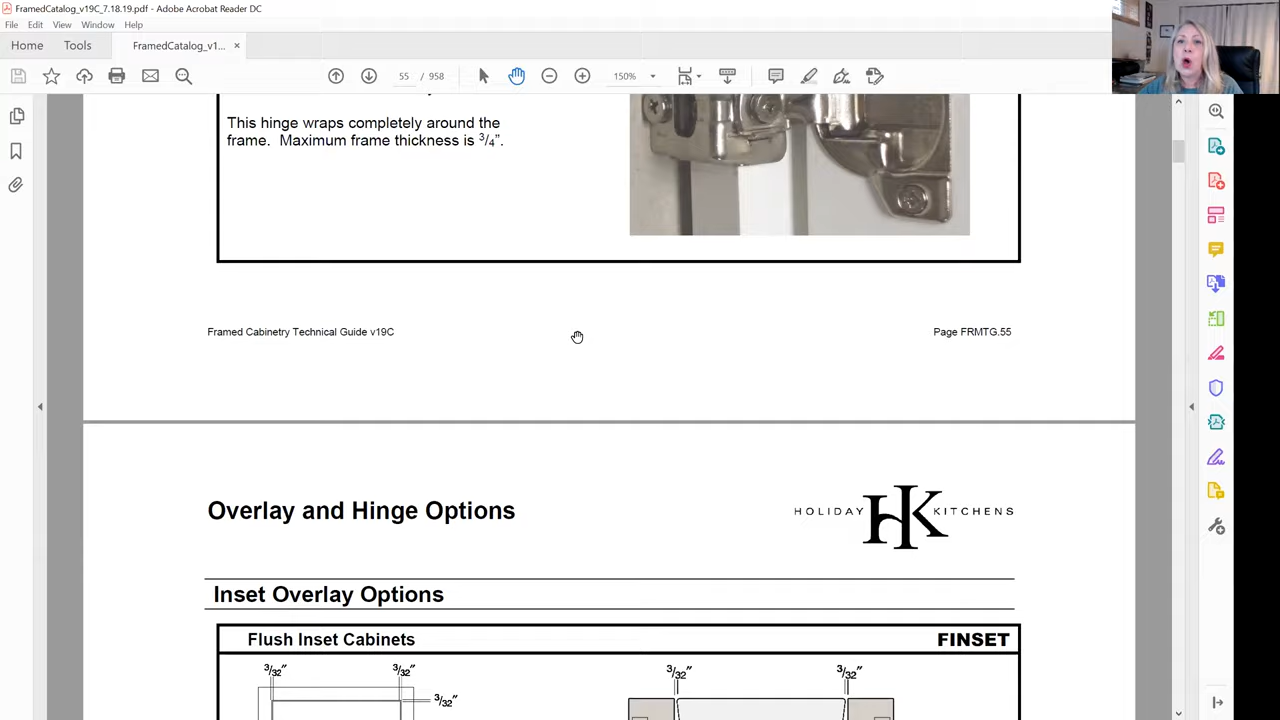 FramedCatalog_v19C_7.18.19.pdf - Adobe Acrobat Reader DC
File Edit View Window Help
Home Tools FramedCatalog_v1... ×
55 / 958 150%
This hinge wraps completely around the
frame. Maximum frame thickness is 3/4”.
Framed Cabinetry Technical Guide v19C Page FRMTG.55
Overlay and Hinge Options
HOLIDAY HK KITCHENS
Inset Overlay Options
Flush Inset Cabinets FINSET
3/32” 3/32” 3/32” 3/32”
3/32”